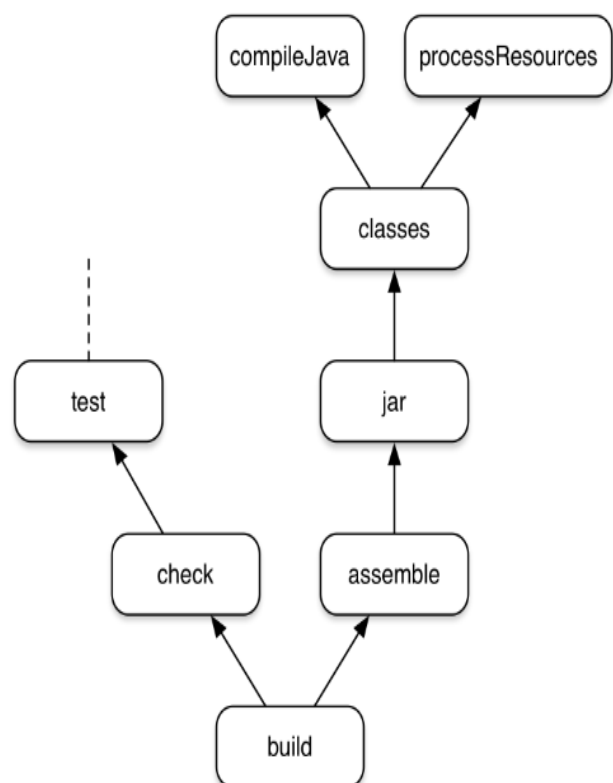 compileJava
processResources
classes
test
jar
check
assemble
build